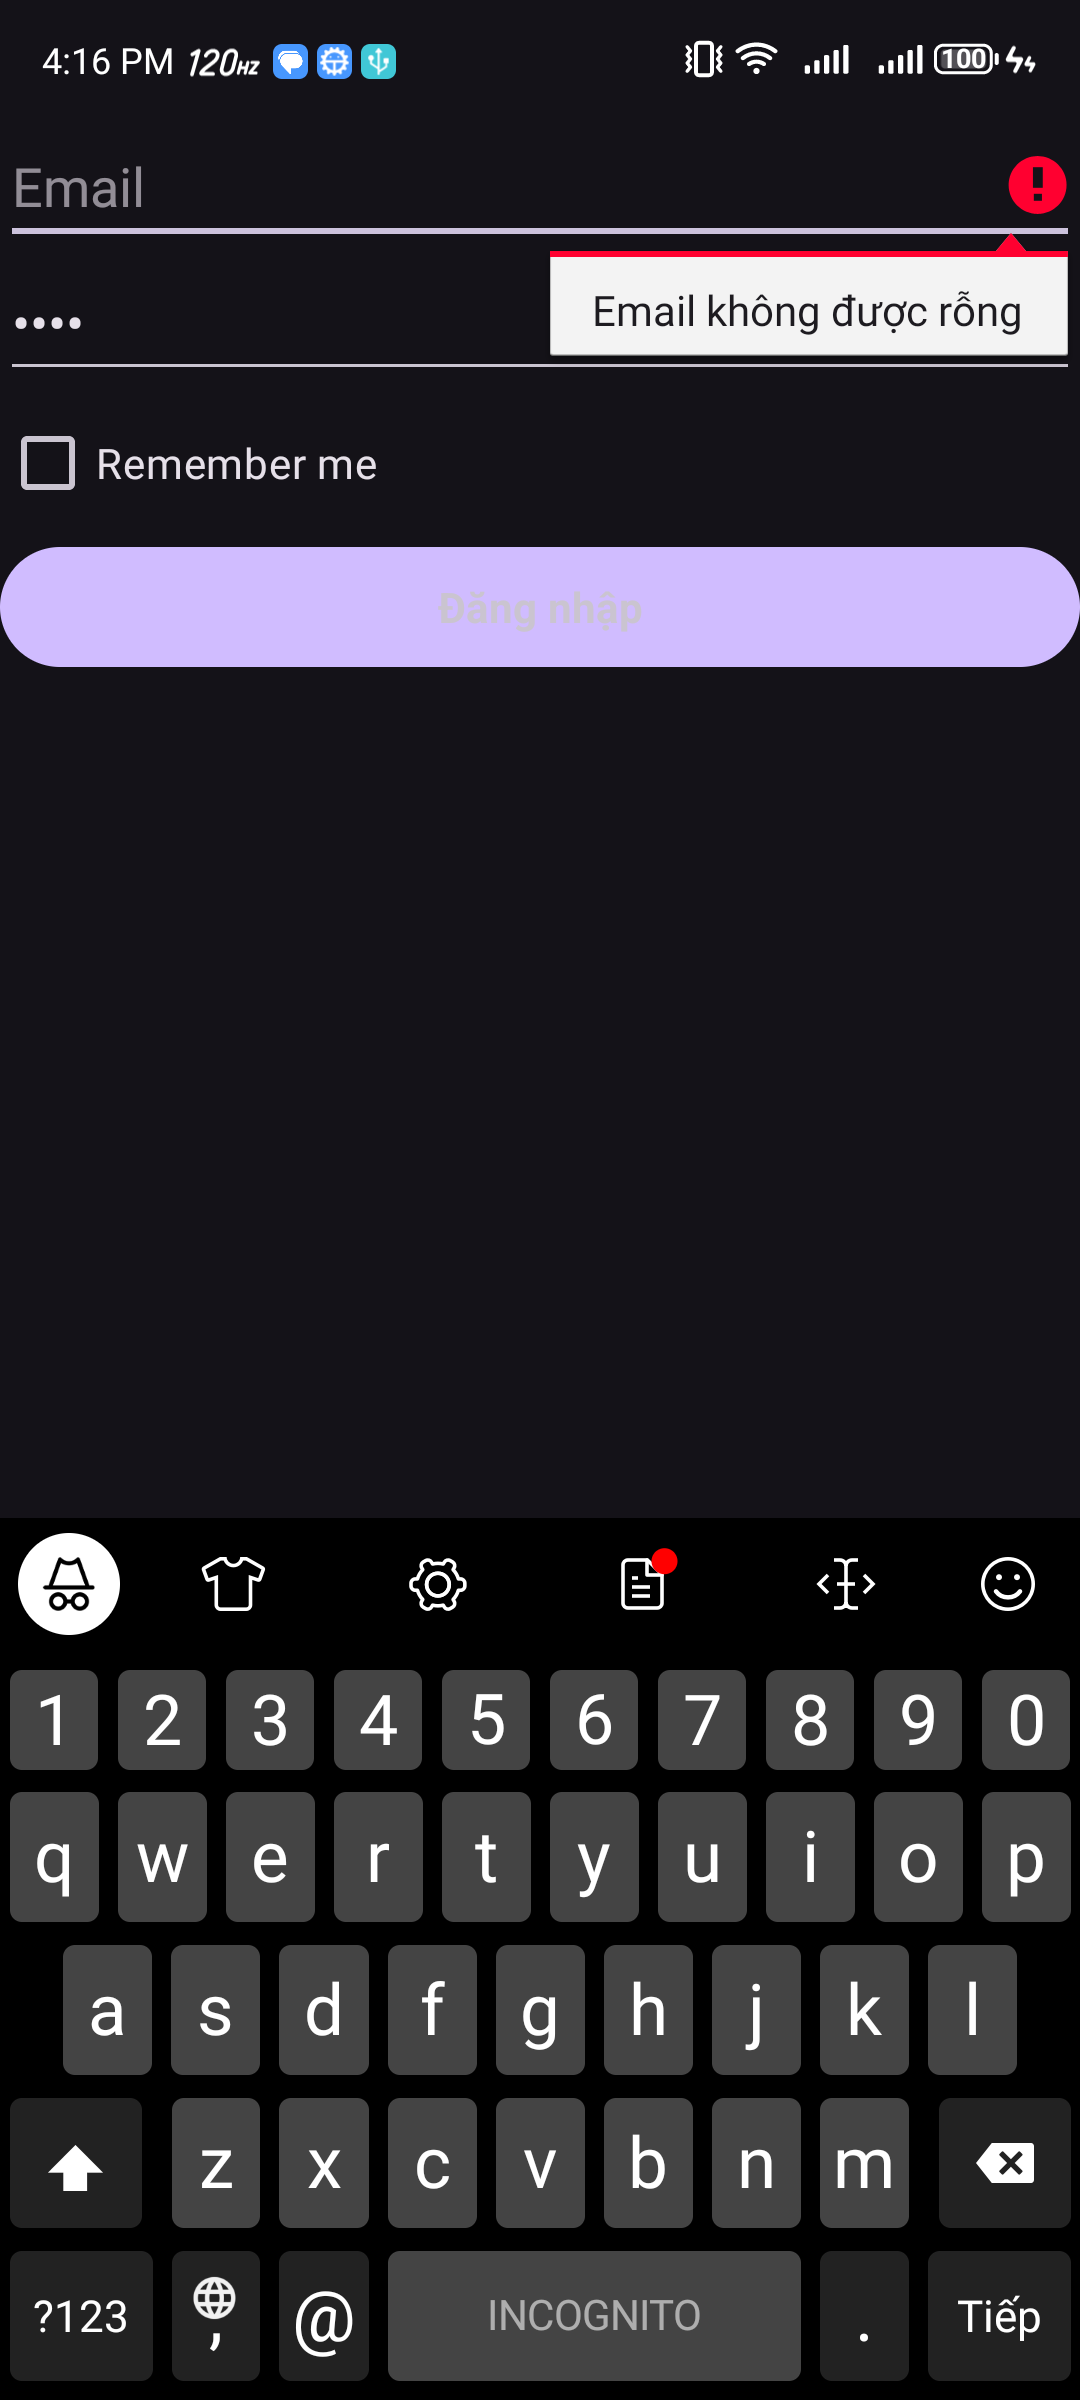 4:16 PM 120HZ 100
Email
Email không được rỗng
••••
Remember me
Đăng nhập
1 2 3 4 5 6 7 8 9 0
q w e r t y u i o p
a s d f g h j k l
z x c v b n m
?123 , @ INCOGNITO . Tiếp